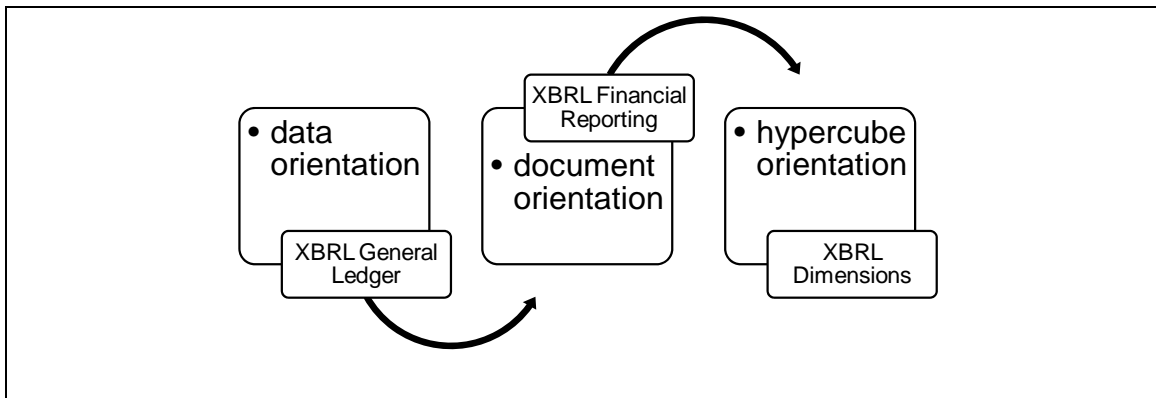 • data
orientation
XBRL General
Ledger
XBRL Financial
Reporting
• document
orientation
• hypercube
orientation
XBRL
Dimensions